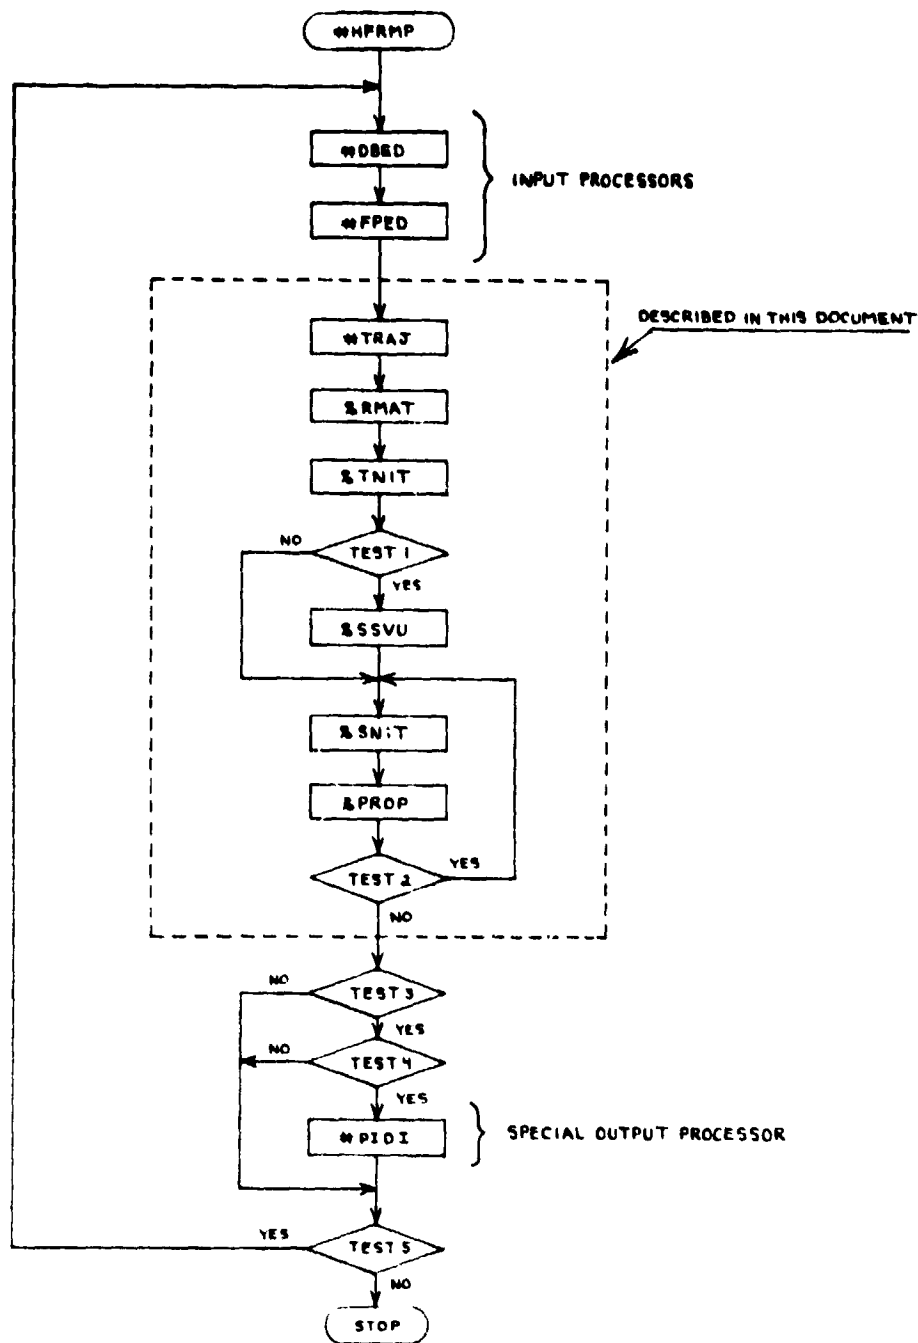 #HFRMP
#DBED
INPUT PROCESSORS
#FPED
DESCRIBED IN THIS DOCUMENT
#TRAJ
%RMAT
%TNIT
NO
TEST 1
YES
%SSVU
%SNIT
%PROP
YES
TEST 2
NO
NO
TEST 3
YES
NO
TEST 4
YES
#PIDI
SPECIAL OUTPUT PROCESSOR
YES
TEST 5
NO
STOP